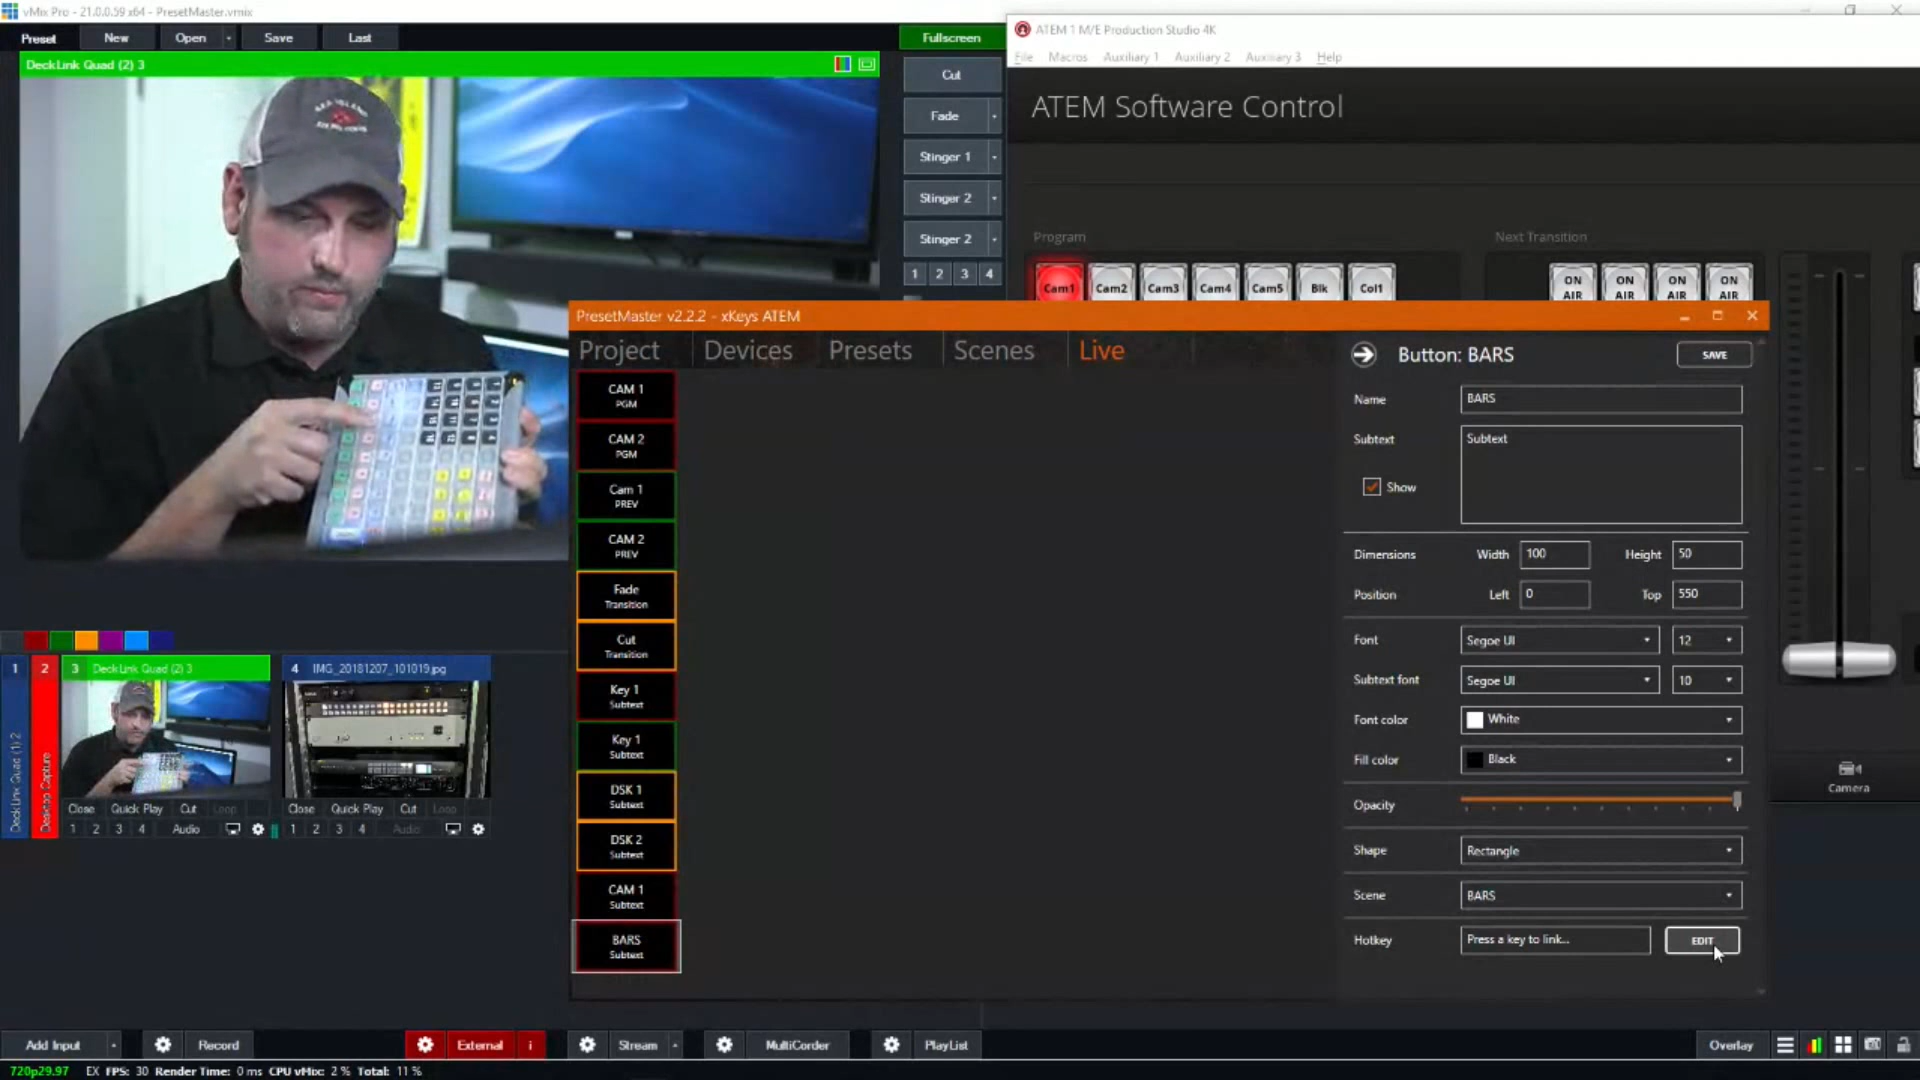 vMix Pro - 21.0.0.59 x64 - PresetMaster.vmix
Preset New Open Save Last Fullscreen
DeckLink Quad (2) 3
Cut
Fade
Stinger 1
Stinger 2
Stinger 2
1 2 3 4
ATEM 1 M/E Production Studio 4K
File Macros Auxiliary 1 Auxiliary 2 Auxiliary 3 Help
ATEM Software Control
Program Next Transition
Cam1 Cam2 Cam3 Cam4 Cam5 Blk Col1
ON AIR ON AIR ON AIR ON AIR
Camera
PresetMaster v2.2.2 - xKeys ATEM
Project Devices Presets Scenes Live
CAM 1
PGM
CAM 2
PGM
Cam 1
PREV
CAM 2
PREV
Fade
Transition
Cut
Transition
Key 1
Subtext
Key 1
Subtext
DSK 1
Subtext
DSK 2
Subtext
CAM 1
Subtext
BARS
Subtext
Button: BARS SAVE
Name BARS
Subtext Subtext
Show
Dimensions Width 100 Height 50
Position Left 0 Top 550
Font Segoe UI 12
Subtext font Segoe UI 10
Font color White
Fill color Black
Opacity
Shape Rectangle
Scene BARS
Hotkey Press a key to link... EDIT
1 DeckLink Quad (1) 2
2 Desktop Capture
3 DeckLink Quad (2) 3
4 IMG_20181207_101019.jpg
Close Quick Play Cut Loop
1 2 3 4 Audio
Close Quick Play Cut Loop
1 2 3 4 Audio
Add Input Record External i Stream MultiCorder PlayList Overlay
720p29.97 EX FPS: 30 Render Time: 0 ms CPU vMix: 2 % Total: 11 %